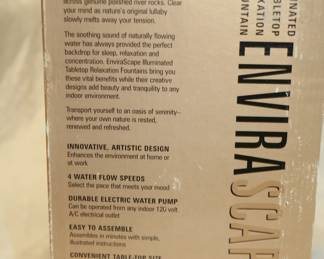 across genuine polished river rocks. Clear
your mind as nature's original lullaby
slowly melts away your tension.
The soothing sound of naturally flowing
water has always provided the perfect
backdrop for sleep, relaxation and
concentration. EnviraScape Illuminated
Tabletop Relaxation Fountains bring you
these vital benefits while their creative
designs add beauty and tranquility to any
indoor environment.
Transport yourself to an oasis of serenity–
where your own nature is rested,
renewed and refreshed.
INNOVATIVE, ARTISTIC DESIGN
Enhances the environment at home or
at work
4 WATER FLOW SPEEDS
Select the pace that meets your mood
DURABLE ELECTRIC WATER PUMP
Can be operated from any indoor 120 volt
A/C electrical outlet
EASY TO ASSEMBLE
Assembles in minutes with simple,
illustrated instructions
CONVENIENT TABLE-TOP SIZE
ENVIRASCAP
INATED
BLETOP
XATION
UNTAIN